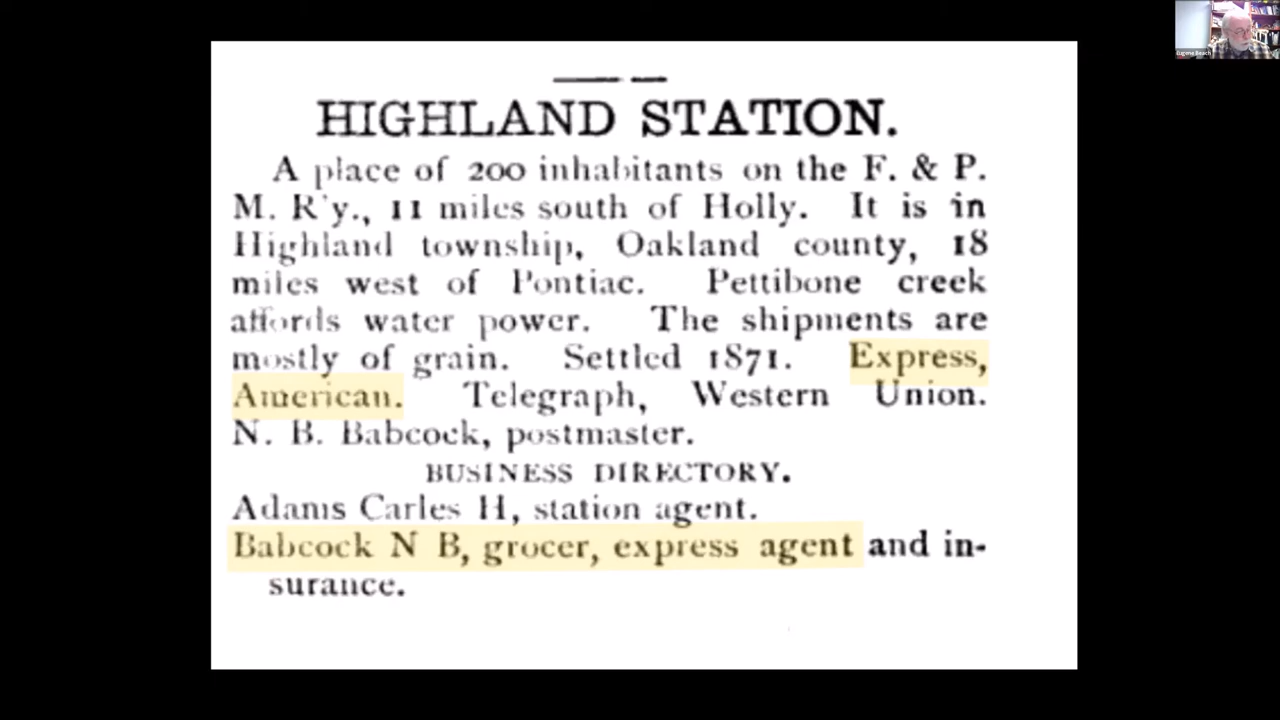 HIGHLAND STATION.
A place of 200 inhabitants on the F. & P.
M. R'y., 11 miles south of Holly. It is in
Highland township, Oakland county, 18
miles west of Pontiac. Pettibone creek
affords water power. The shipments are
mostly of grain. Settled 1871. Express,
American. Telegraph, Western Union.
N. B. Babcock, postmaster.
BUSINESS DIRECTORY.
Adams Carles H, station agent.
Babcock N B, grocer, express agent and in-
surance.
Eugene Beach